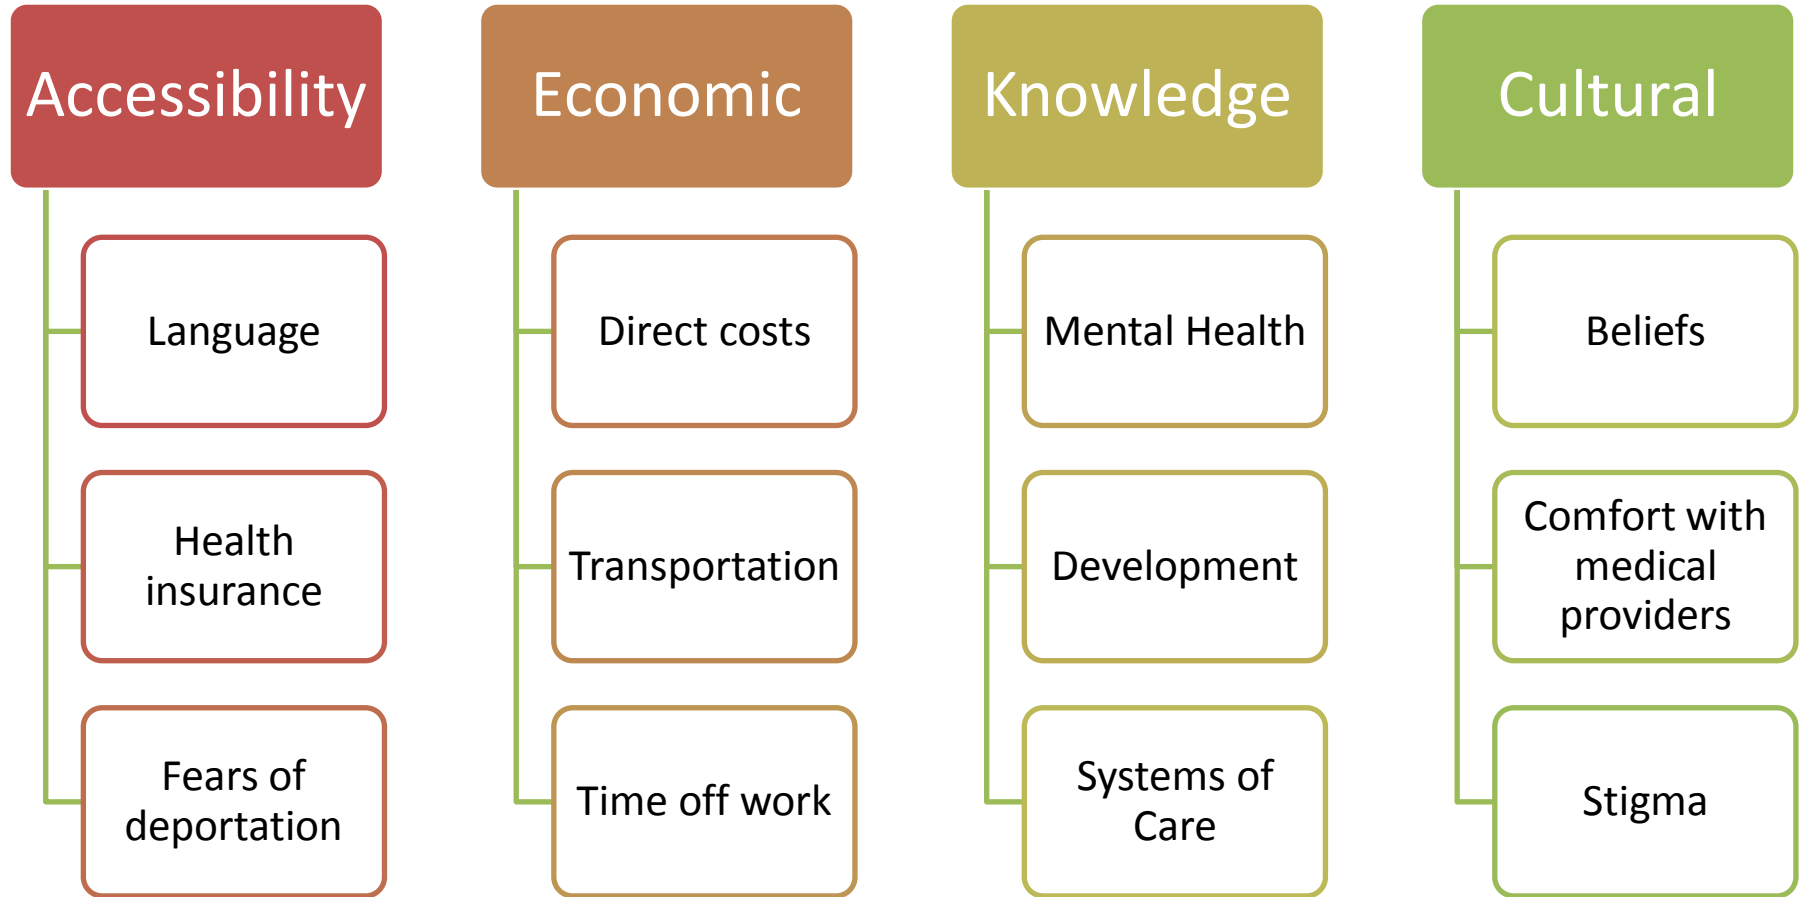 Accessibility
Language
Health
insurance
Fears of
deportation
Economic
Direct costs
Transportation
Time off work
Knowledge
Mental Health
Development
Systems of
Care
Cultural
Beliefs
Comfort with
medical
providers
Stigma